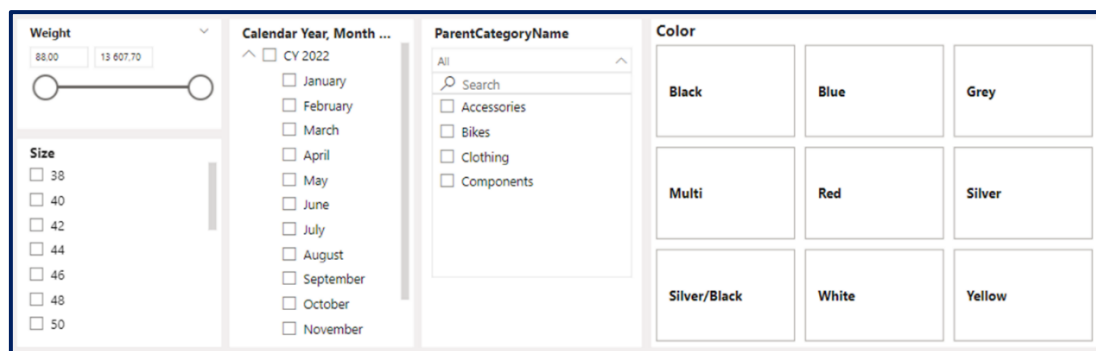 Weight
88.00 13 607,70
Size
38
40
42
44
46
48
50
Calendar Year, Month ...
CY 2022
January
February
March
April
May
June
July
August
September
October
November
ParentCategoryName
All
Search
Accessories
Bikes
Clothing
Components
Color
Black Blue Grey
Multi Red Silver
Silver/Black White Yellow